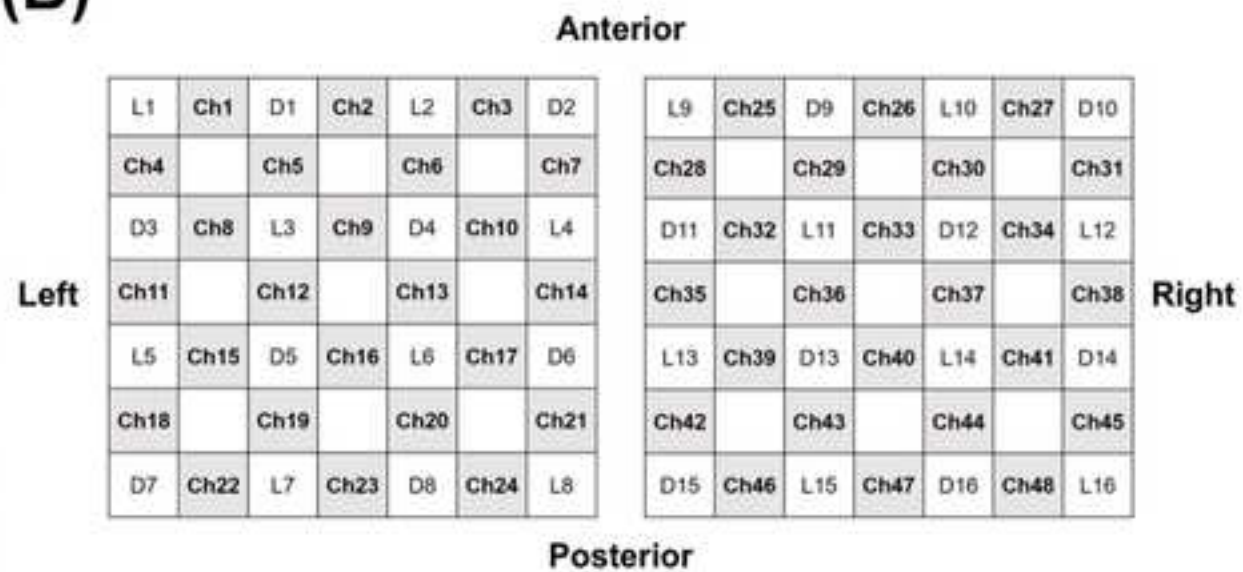 (B)
Anterior
L1 Ch1 D1 Ch2 L2 Ch3 D2 L9 Ch25 D9 Ch26 L10 Ch27 D10
Ch4 Ch5 Ch6 Ch7 Ch28 Ch29 Ch30 Ch31
D3 Ch8 L3 Ch9 D4 Ch10 L4 D11 Ch32 L11 Ch33 D12 Ch34 L12
Left Ch11 Ch12 Ch13 Ch14 Ch35 Ch36 Ch37 Ch38 Right
L5 Ch15 D5 Ch16 L6 Ch17 D6 L13 Ch39 D13 Ch40 L14 Ch41 D14
Ch18 Ch19 Ch20 Ch21 Ch42 Ch43 Ch44 Ch45
D7 Ch22 L7 Ch23 D8 Ch24 L8 D15 Ch46 L15 Ch47 D16 Ch48 L16
Posterior